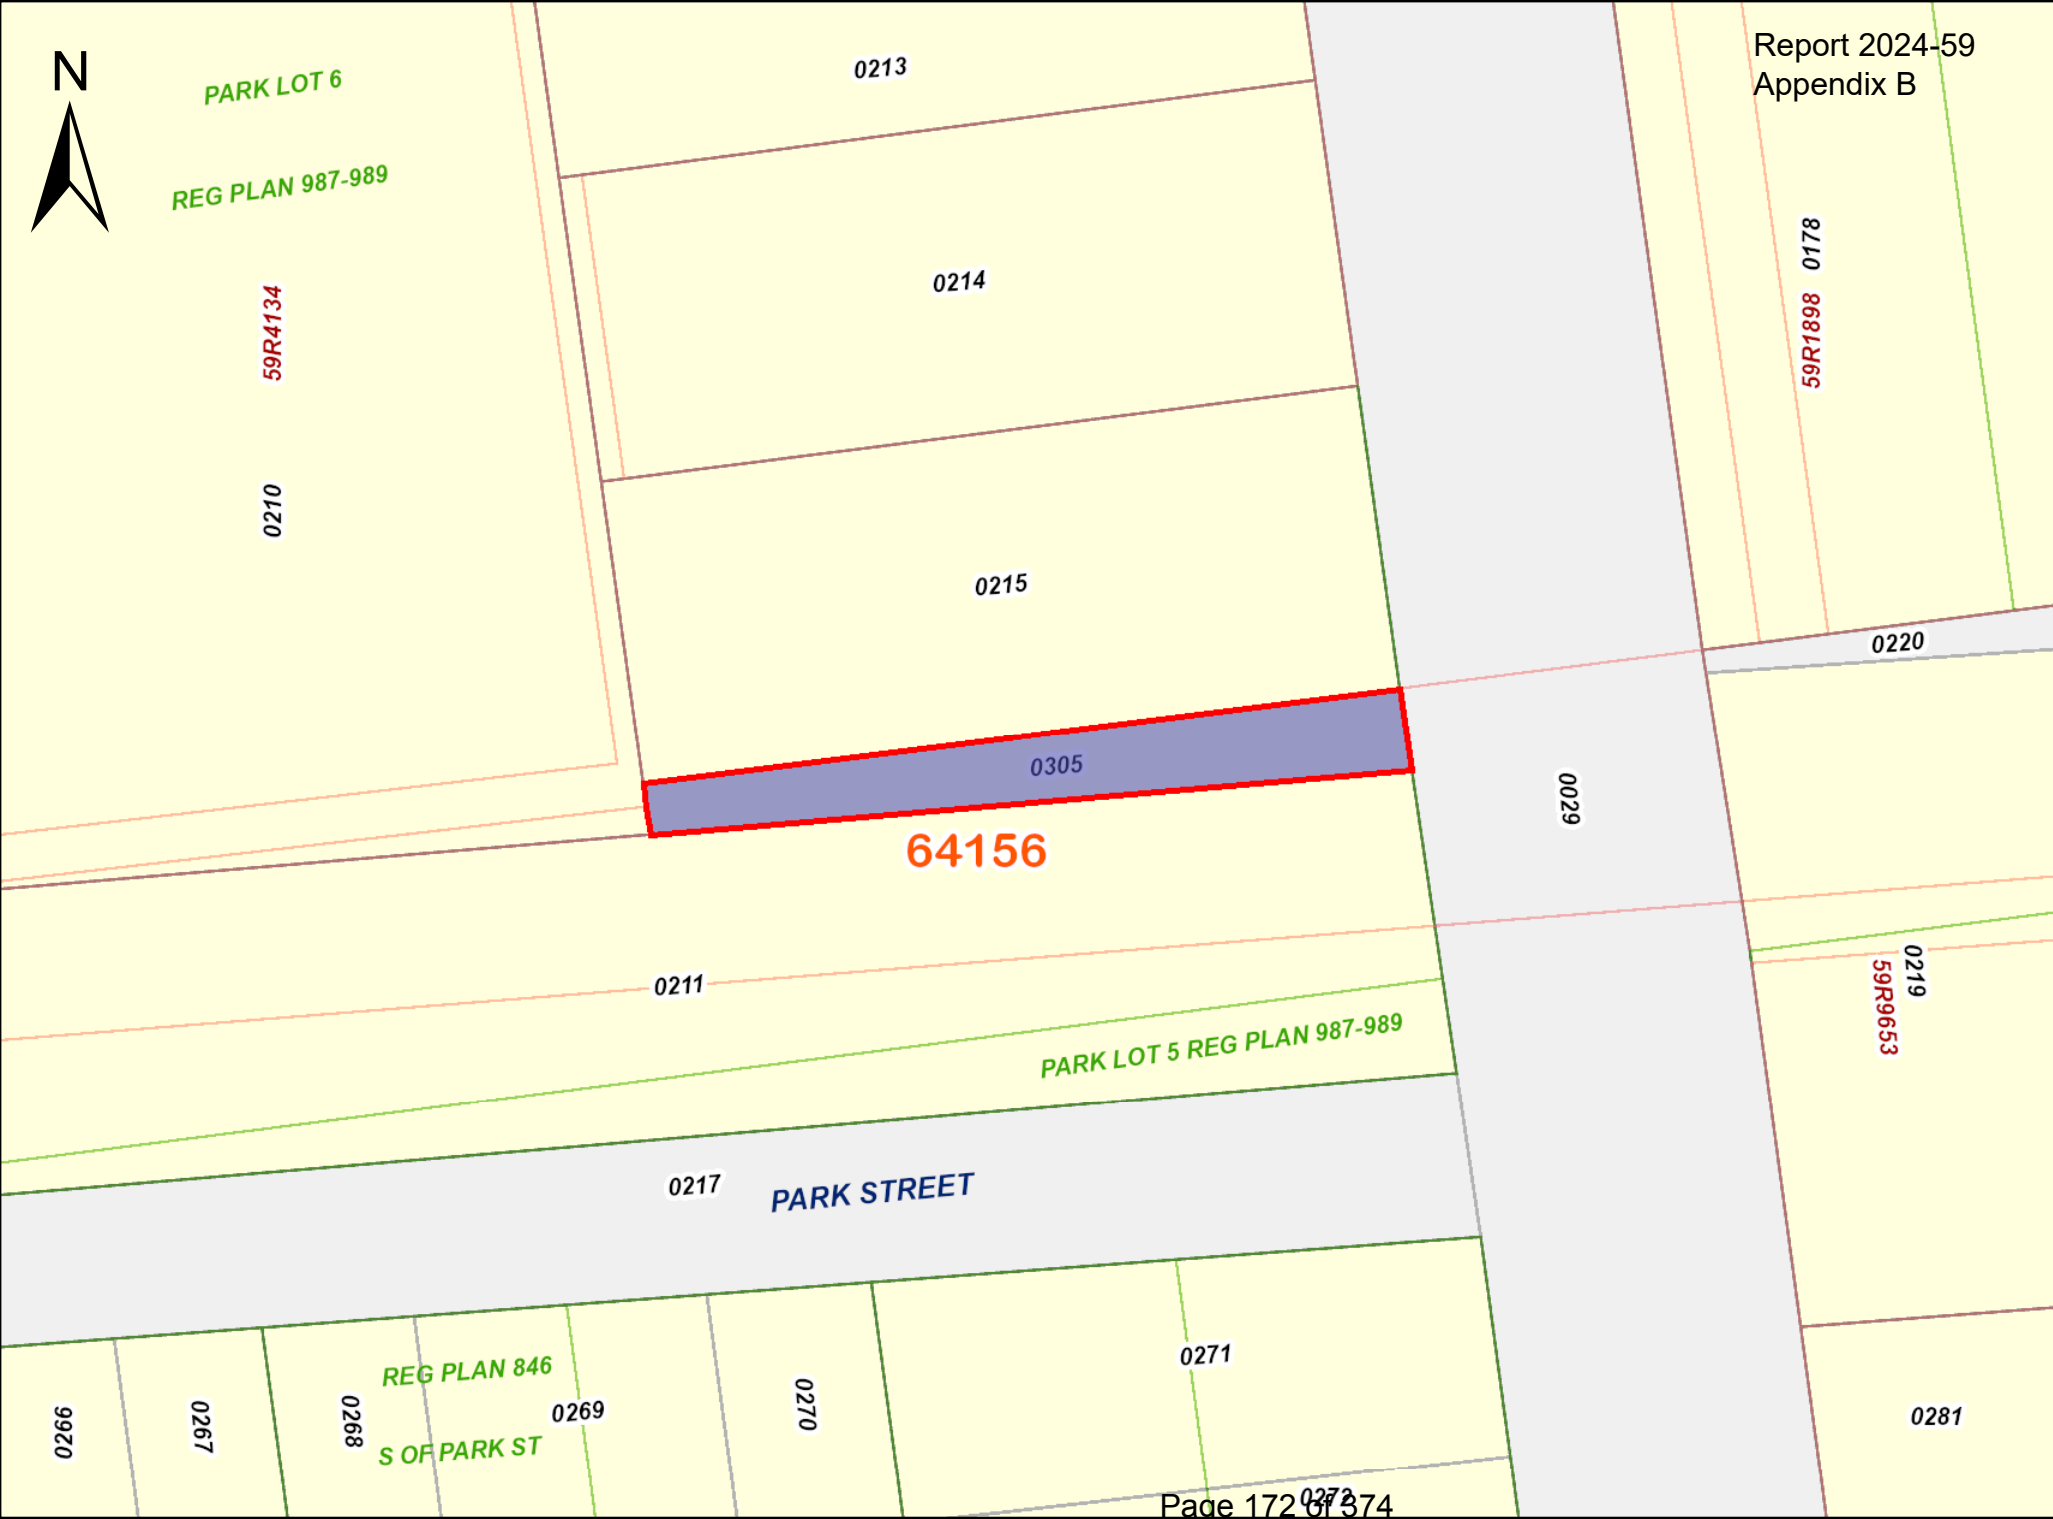 N
Report 2024-59
Appendix B
PARK LOT 6
REG PLAN 987-989
59R4134
0210
0213
0214
0215
0178
59R1898
0220
0305
64156
0029
0211
0219
59R9653
PARK LOT 5 REG PLAN 987-989
0217
PARK STREET
0266
0267
0268
REG PLAN 846
0269
S OF PARK ST
0270
0271
0272
0281
Page 172 of 374